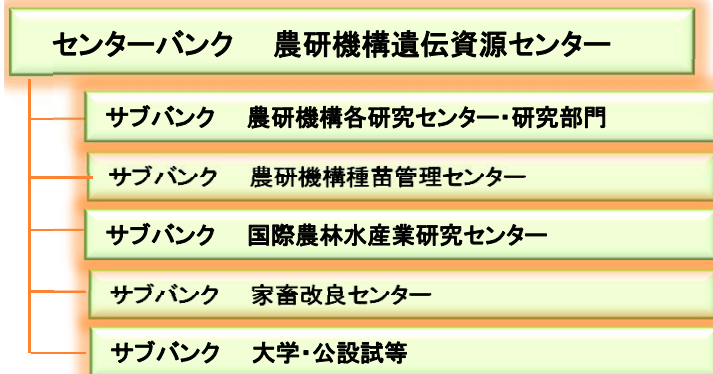 センターバンク　農研機構遺伝資源センター
サブバンク　農研機構各研究センター・研究部門
サブバンク　農研機構種苗管理センター
サブバンク　国際農林水産業研究センター
サブバンク　家畜改良センター
サブバンク　大学・公設試等